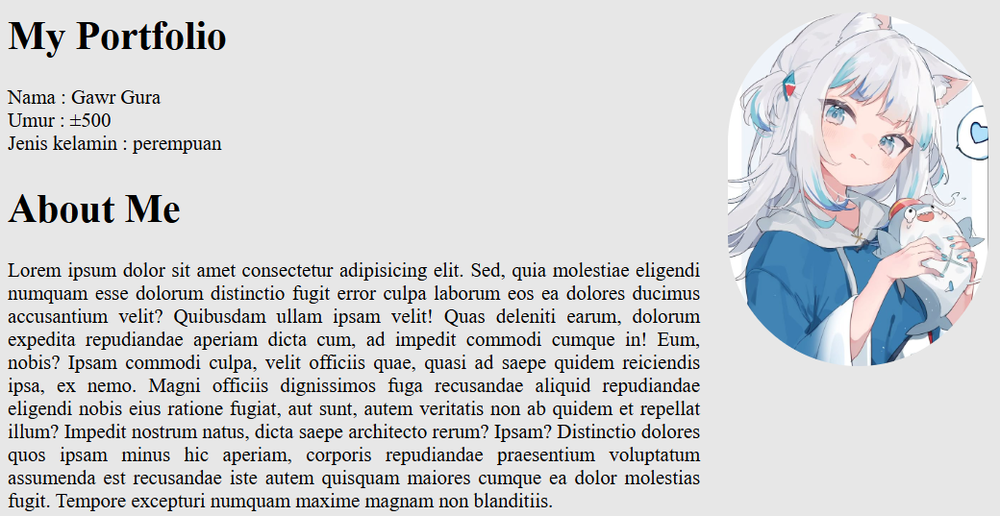 My Portfolio
Nama : Gawr Gura
Umur : ±500
Jenis kelamin : perempuan
About Me
Lorem ipsum dolor sit amet consectetur adipisicing elit. Sed, quia molestiae eligendi
numquam esse dolorum distinctio fugit error culpa laborum eos ea dolores ducimus
accusantium velit? Quibusdam ullam ipsam velit! Quas deleniti earum, dolorum
expedita repudiandae aperiam dicta cum, ad impedit commodi cumque in! Eum,
nobis? Ipsam commodi culpa, velit officiis quae, quasi ad saepe quidem reiciendis
ipsa, ex nemo. Magni officiis dignissimos fuga recusandae aliquid repudiandae
eligendi nobis eius ratione fugiat, aut sunt, autem veritatis non ab quidem et repellat
illum? Impedit nostrum natus, dicta saepe architecto rerum? Ipsam? Distinctio dolores
quos ipsam minus hic aperiam, corporis repudiandae praesentium voluptatum
assumenda est recusandae iste autem quisquam maiores cumque ea dolor molestias
fugit. Tempore excepturi numquam maxime magnam non blanditiis.